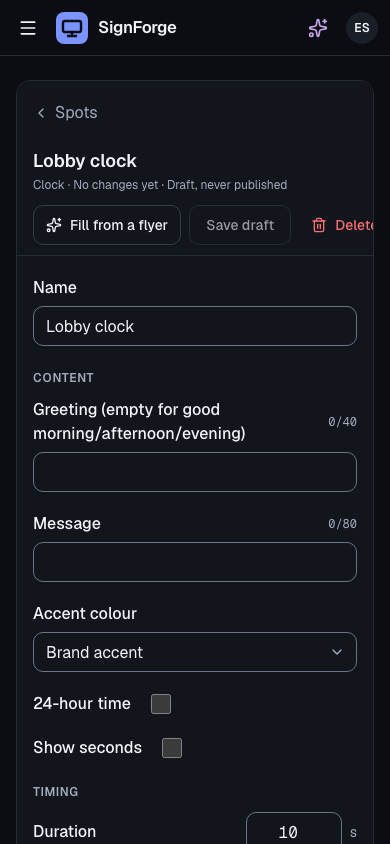 SignForge
ES
Spots
Lobby clock
Clock · No changes yet · Draft, never published
Fill from a flyer
Save draft
Delete
Name
Lobby clock
CONTENT
Greeting (empty for good
morning/afternoon/evening)
0/40
Message
0/80
Accent colour
Brand accent
24-hour time
Show seconds
TIMING
Duration
10
s